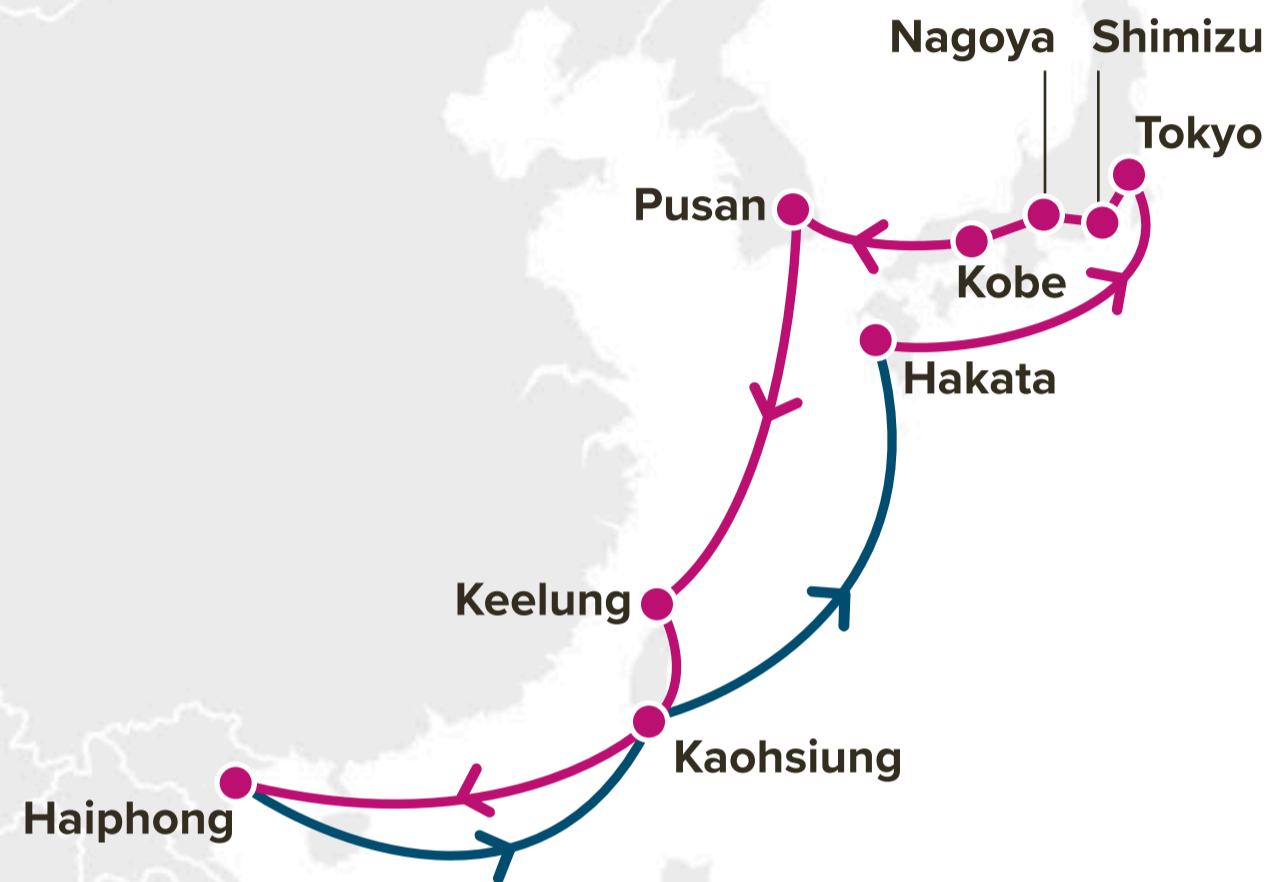 Nagoya
Shimizu
Tokyo
Pusan
Kobe
Hakata
Keelung
Kaohsiung
Haiphong